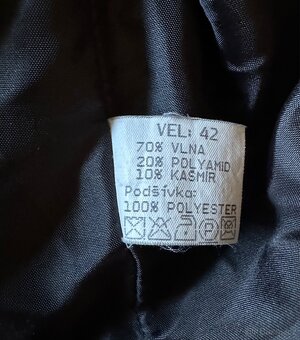 VEL: 42
70% VLNA
20% POLYAMID
10% KAŠMÍR
Podšívka:
100% POLYESTER